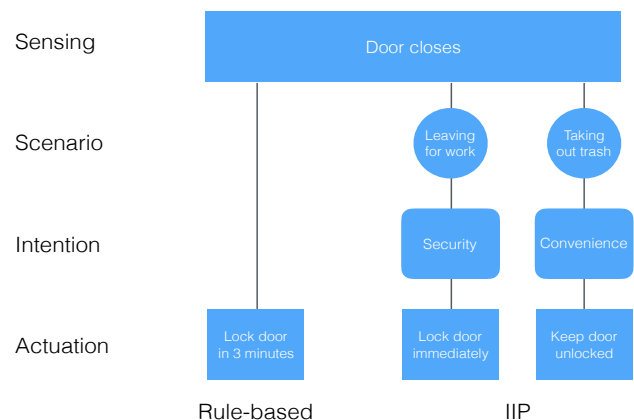 Sensing
Door closes
Scenario
Leaving
for work
Taking
out trash
Intention
Security
Convenience
Actuation
Lock door
in 3 minutes
Lock door
immediately
Keep door
unlocked
Rule-based
IIP